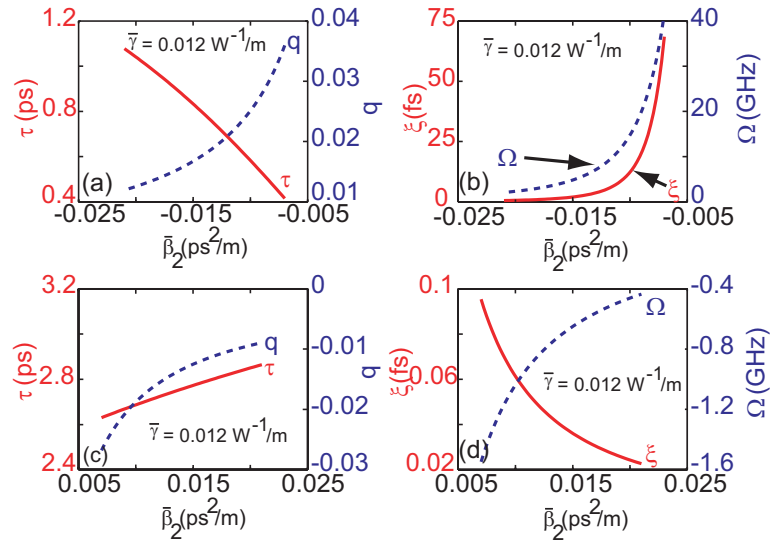 1.2
0.8
0.4
τ (ps)
γ̄ = 0.012 W⁻¹/m
q
τ
(a)
0.04
0.03
0.02
0.01
q
-0.025
-0.015
-0.005
β̄₂(ps²/m)
75
50
25
0
ξ(fs)
γ̄ = 0.012 W⁻¹/m
Ω
ξ
(b)
40
20
0
Ω (GHz)
-0.025
-0.015
-0.005
β̄₂(ps²/m)
3.2
2.8
2.4
τ (ps)
q
τ
γ̄ = 0.012 W⁻¹/m
(c)
0
-0.01
-0.02
-0.03
q
0.005
0.015
0.025
β̄₂(ps²/m)
0.1
0.06
0.02
ξ(fs)
Ω
γ̄ = 0.012 W⁻¹/m
ξ
(d)
-0.4
-0.8
-1.2
-1.6
Ω (GHz)
0.005
0.015
0.025
β̄₂(ps²/m)